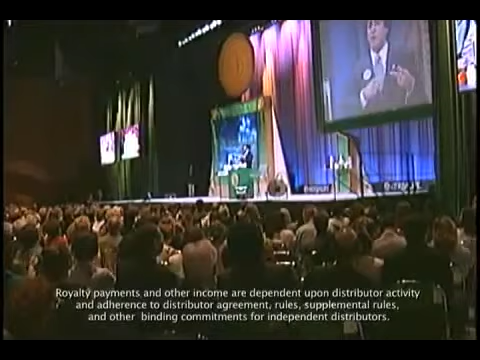 Royalty payments and other income are dependent upon distributor activity
and adherence to distributor agreement, rules, supplemental rules,
and other binding commitments for independent distributors.